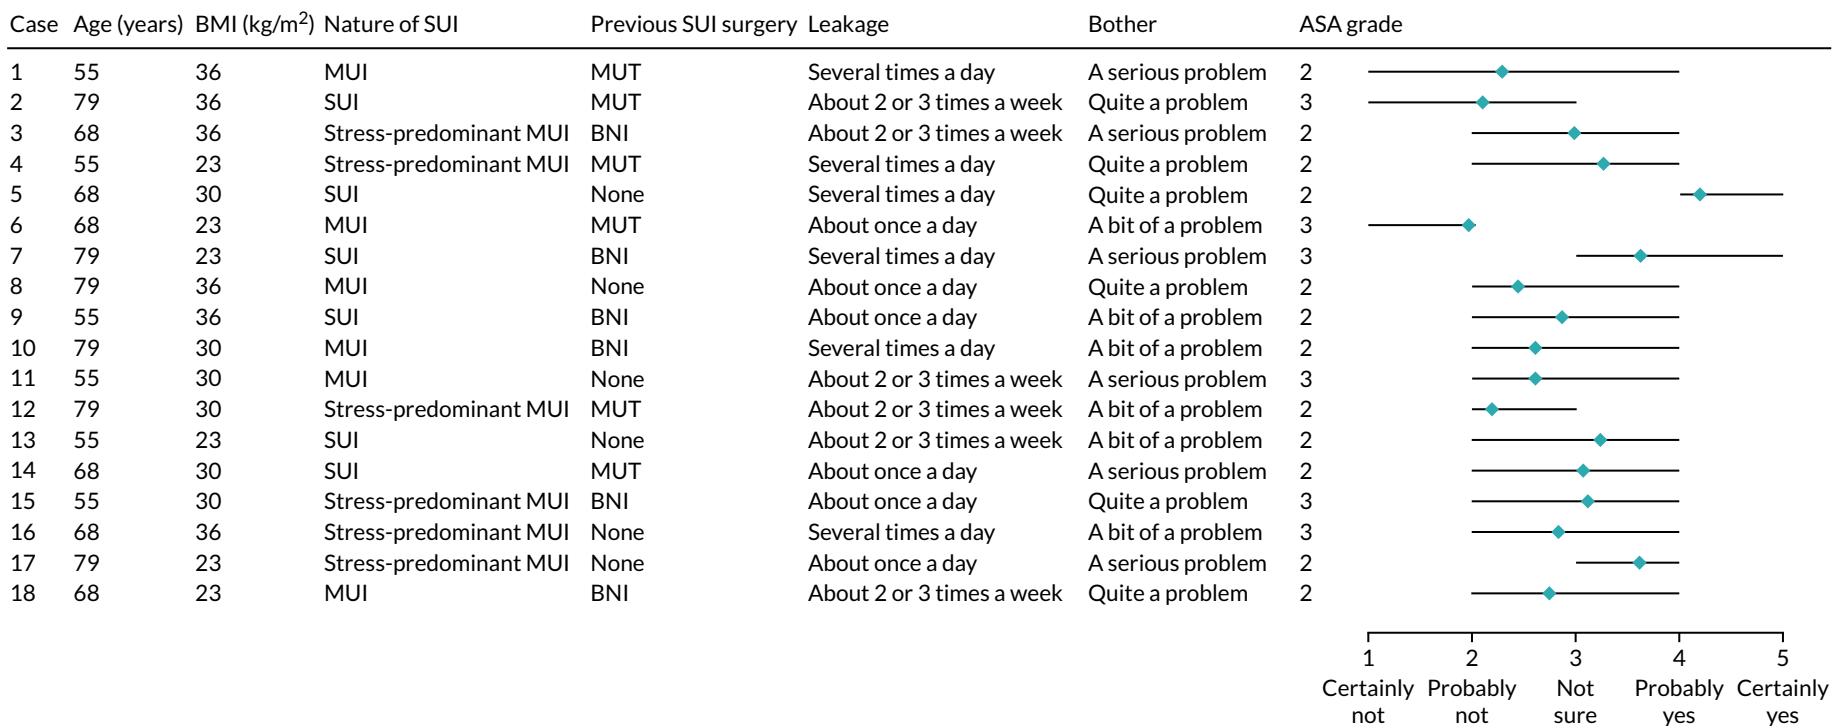 Case Age (years) BMI (kg/m2) Nature of SUI Previous SUI surgery Leakage Bother ASA grade
1 55 36 MUI MUT Several times a day A serious problem 2
2 79 36 SUI MUT About 2 or 3 times a week Quite a problem 3
3 68 36 Stress-predominant MUI BNI About 2 or 3 times a week A serious problem 2
4 55 23 Stress-predominant MUI MUT Several times a day Quite a problem 2
5 68 30 SUI None Several times a day Quite a problem 2
6 68 23 MUI MUT About once a day A bit of a problem 3
7 79 23 SUI BNI Several times a day A serious problem 3
8 79 36 MUI None About once a day Quite a problem 2
9 55 36 SUI BNI About once a day A bit of a problem 2
10 79 30 MUI BNI Several times a day A bit of a problem 2
11 55 30 MUI None About 2 or 3 times a week A serious problem 3
12 79 30 Stress-predominant MUI MUT About 2 or 3 times a week A bit of a problem 2
13 55 23 SUI None About 2 or 3 times a week A bit of a problem 2
14 68 30 SUI MUT About once a day A serious problem 2
15 55 30 Stress-predominant MUI BNI About once a day Quite a problem 3
16 68 36 Stress-predominant MUI None Several times a day A bit of a problem 3
17 79 23 Stress-predominant MUI None About once a day A serious problem 2
18 68 23 MUI BNI About 2 or 3 times a week Quite a problem 2
1 2 3 4 5
Certainly Probably Not Probably Certainly
not not sure yes yes